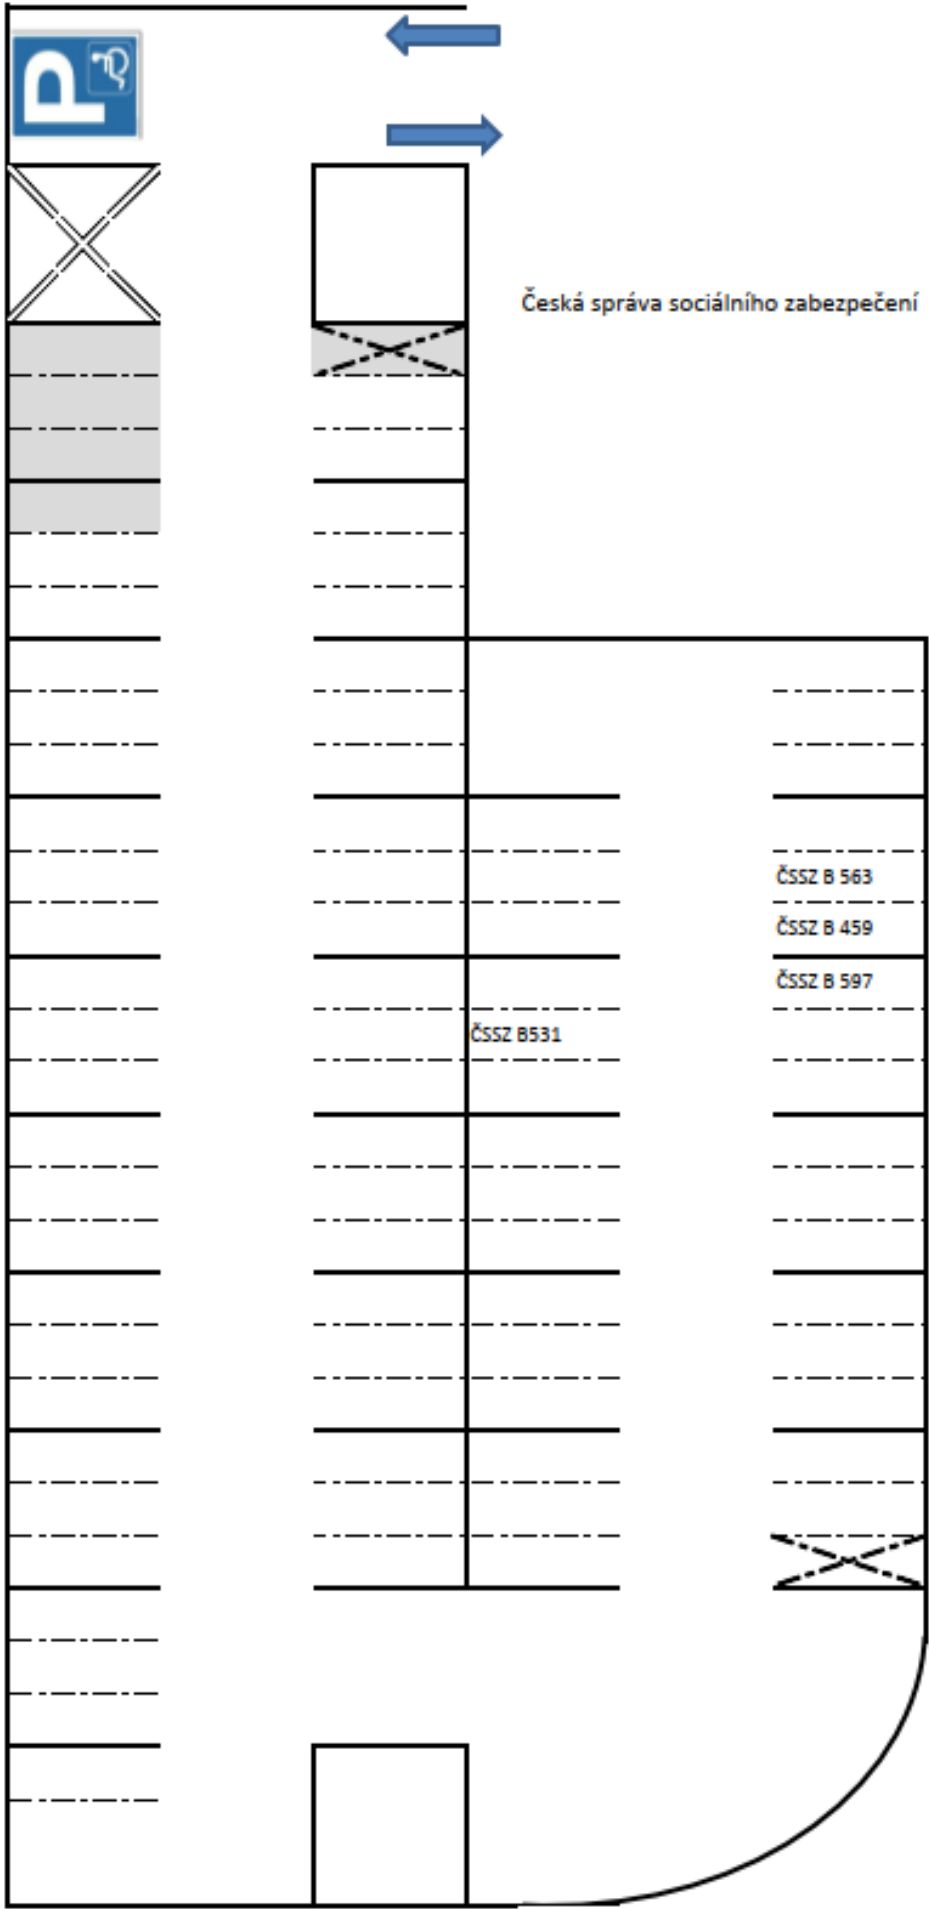 P
Česká správa sociálního zabezpečení
ČSSZ B 563
ČSSZ B 459
ČSSZ B 597
ČSSZ B531